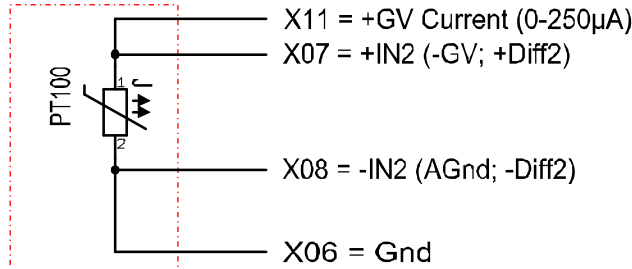 X11 = +GV Current (0-250µA)
X07 = +IN2 (-GV; +Diff2)
1
PT100
2
X08 = -IN2 (AGnd; -Diff2)
X06 = Gnd